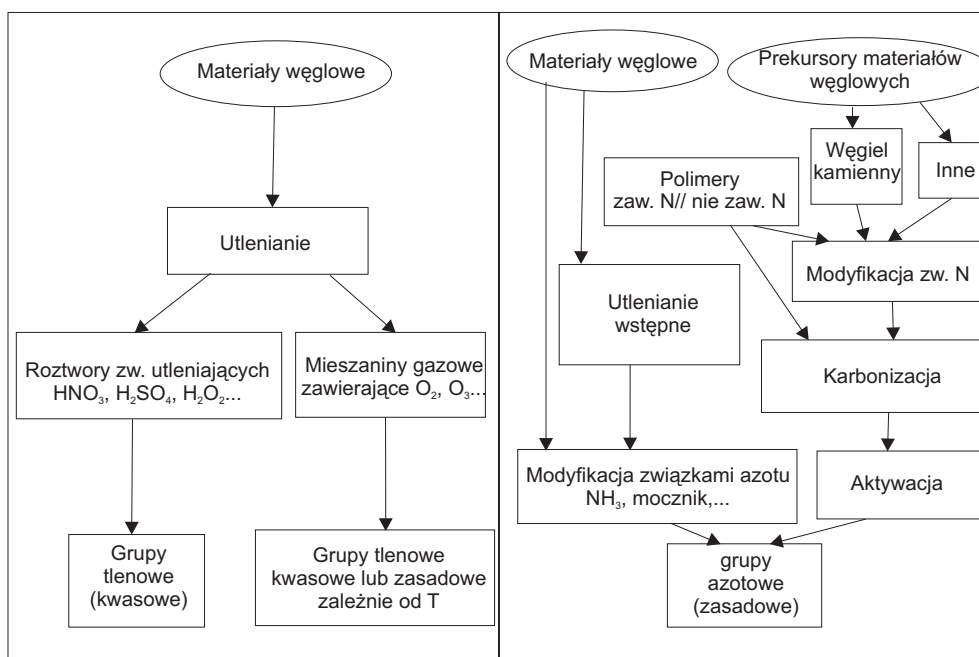 Materiały węglowe
Utlenianie
Roztwory zw. utleniających
HNO₃, H₂SO₄, H₂O₂...
Mieszaniny gazowe
zawierające O₂, O₃...
Grupy
tlenowe
(kwasowe)
Grupy tlenowe
kwasowe lub zasadowe
zależnie od T
Materiały węglowe
Prekursory materiałów
węglowych
Węgiel
kamienny
Inne
Polimery
zaw. N// nie zaw. N
Modyfikacja zw. N
Utlenianie
wstępne
Karbonizacja
Modyfikacja związkami azotu
NH₃, mocznik,...
Aktywacja
grupy
azotowe
(zasadowe)